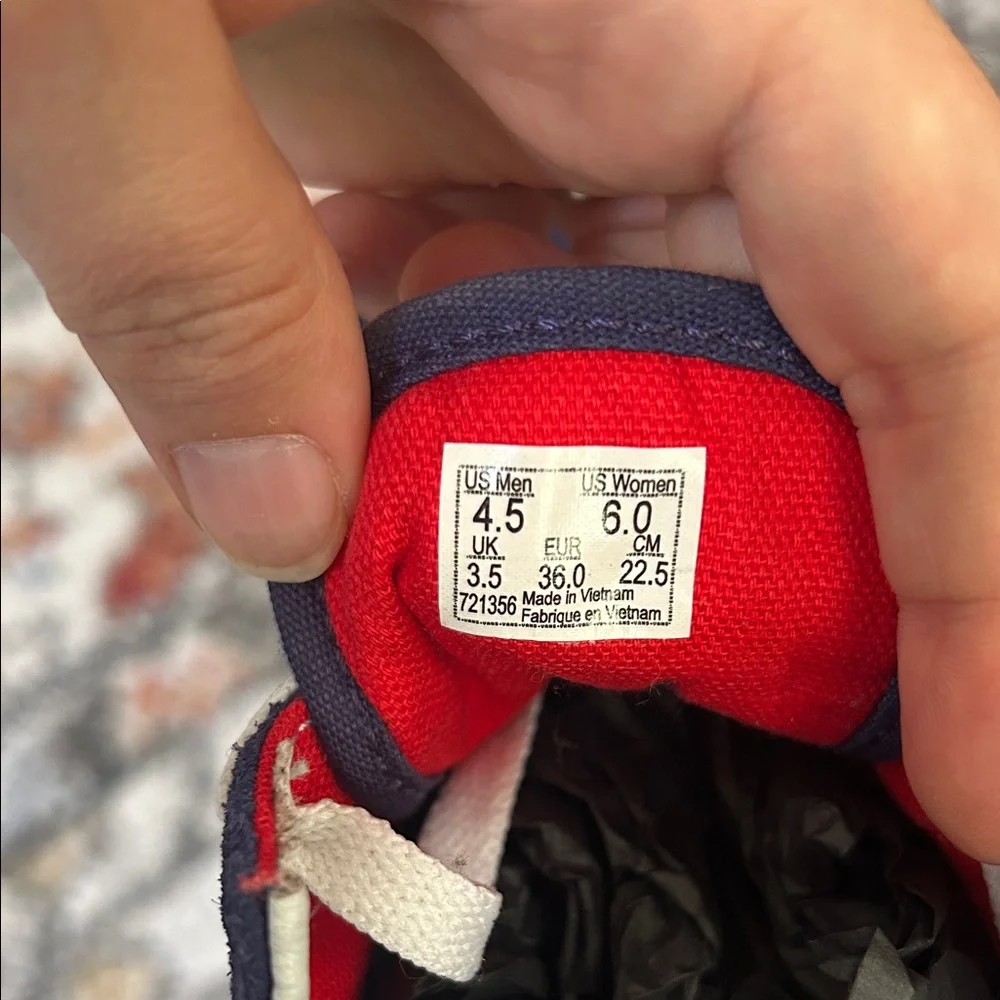 US Men US Women
4.5 6.0
UK EUR CM
3.5 36.0 22.5
721356 Made in Vietnam
Fabrique en Vietnam